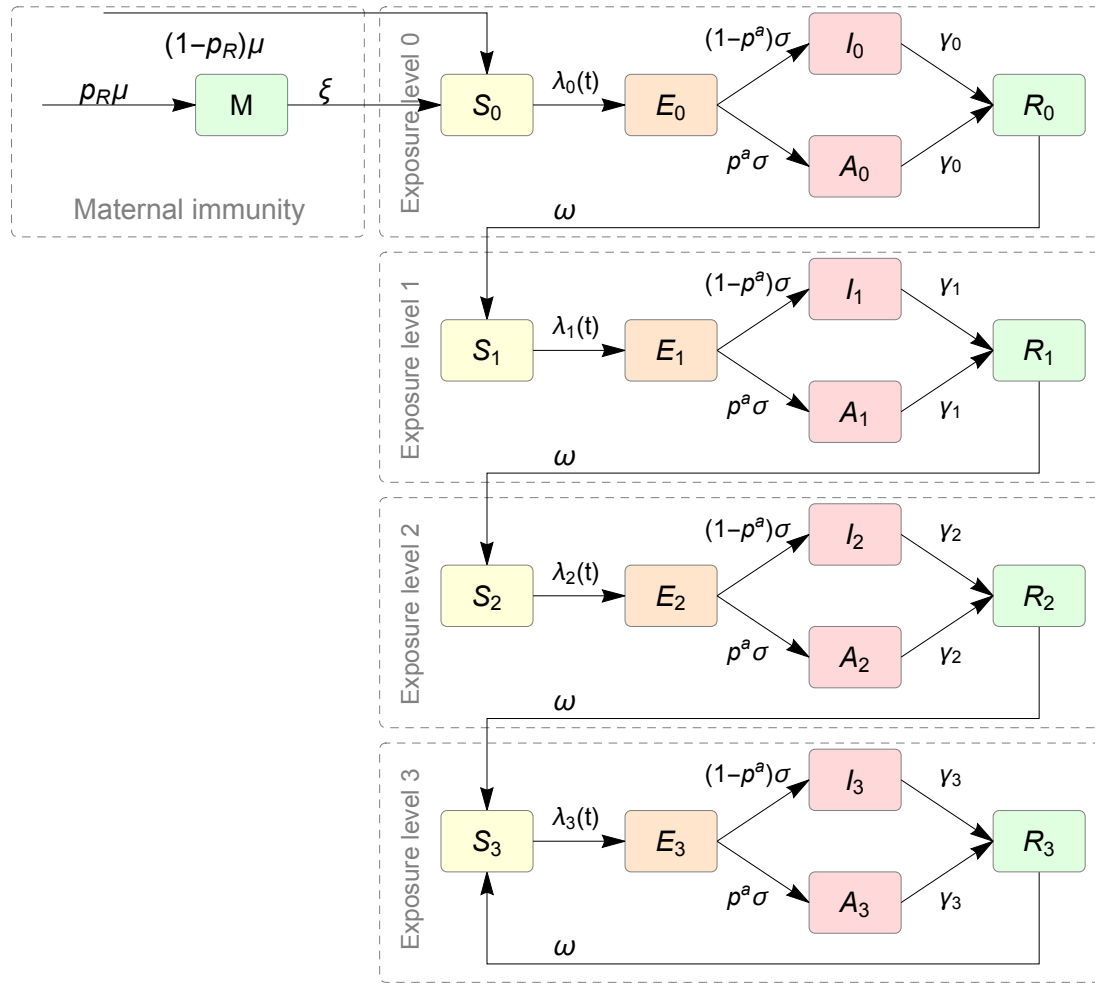 (1–p_R)μ
p_Rμ
M
ξ
Maternal immunity
Exposure level 0
S_0
λ_0(t)
E_0
(1–p^a)σ
p^aσ
I_0
A_0
γ_0
γ_0
R_0
ω
Exposure level 1
S_1
λ_1(t)
E_1
(1–p^a)σ
p^aσ
I_1
A_1
γ_1
γ_1
R_1
ω
Exposure level 2
S_2
λ_2(t)
E_2
(1–p^a)σ
p^aσ
I_2
A_2
γ_2
γ_2
R_2
ω
Exposure level 3
S_3
λ_3(t)
E_3
(1–p^a)σ
p^aσ
I_3
A_3
γ_3
γ_3
R_3
ω